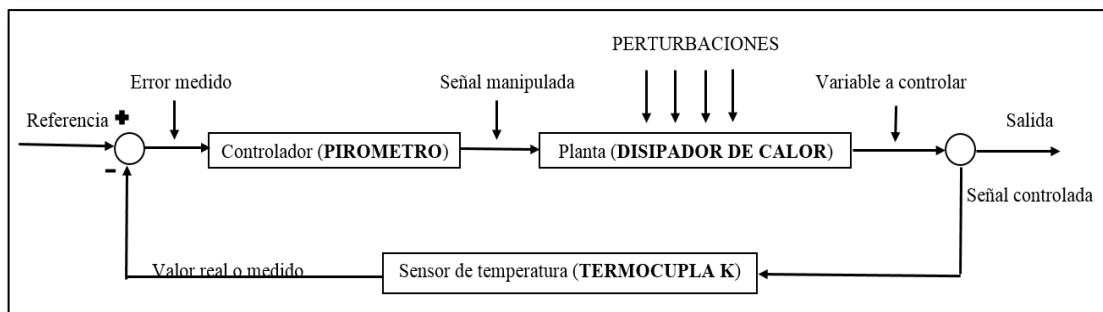 PERTURBACIONES
Error medido
Señal manipulada
Variable a controlar
Referencia +
Salida
Controlador (PIROMETRO)
Planta (DISIPADOR DE CALOR)
-
Señal controlada
Valor real o medido
Sensor de temperatura (TERMOCUPLA K)